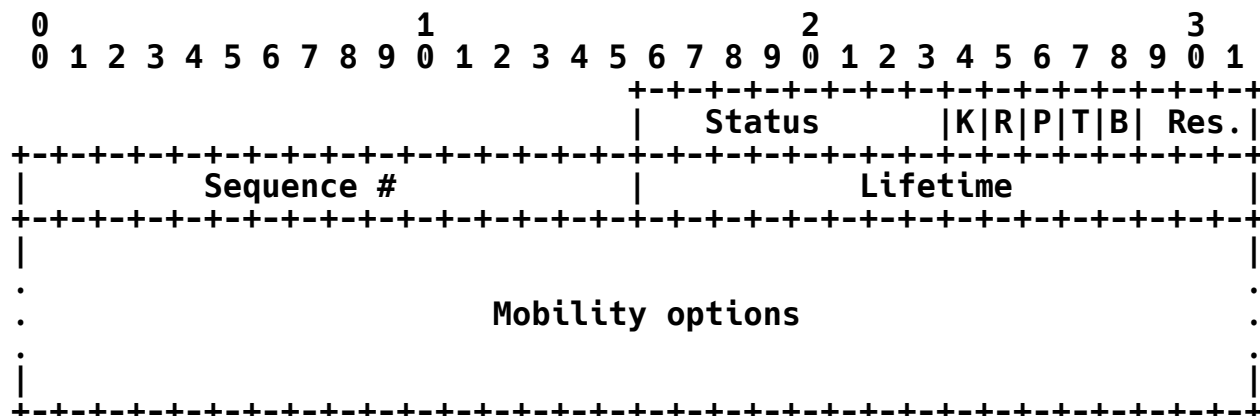 0                   1                   2                   3
 0 1 2 3 4 5 6 7 8 9 0 1 2 3 4 5 6 7 8 9 0 1 2 3 4 5 6 7 8 9 0 1
                                +-+-+-+-+-+-+-+-+-+-+-+-+-+-+-+-+
                                |   Status      |K|R|P|T|B| Res.|
+-+-+-+-+-+-+-+-+-+-+-+-+-+-+-+-+-+-+-+-+-+-+-+-+-+-+-+-+-+-+-+-+
|         Sequence #            |           Lifetime            |
+-+-+-+-+-+-+-+-+-+-+-+-+-+-+-+-+-+-+-+-+-+-+-+-+-+-+-+-+-+-+-+-+
|                                                               |
.                                                               .
.                        Mobility options                       .
.                                                               .
|                                                               |
+-+-+-+-+-+-+-+-+-+-+-+-+-+-+-+-+-+-+-+-+-+-+-+-+-+-+-+-+-+-+-+-+